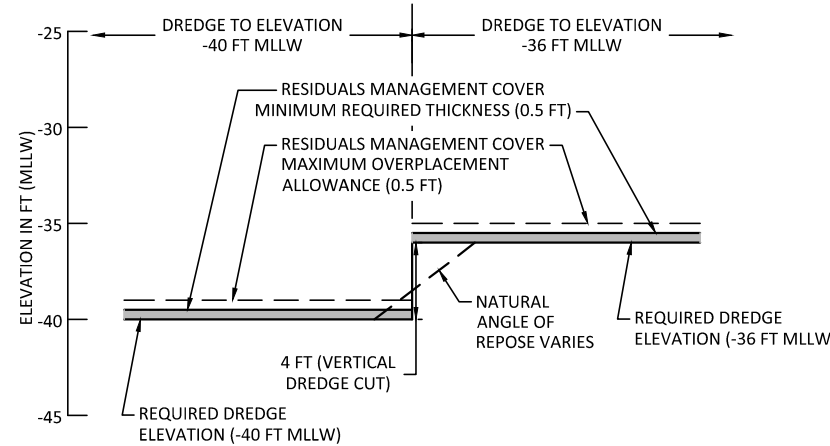 DREDGE TO ELEVATION
-40 FT MLLW
DREDGE TO ELEVATION
-36 FT MLLW
-25
-30
-35
-40
-45
ELEVATION IN FT (MLLW)
RESIDUALS MANAGEMENT COVER
MINIMUM REQUIRED THICKNESS (0.5 FT)
RESIDUALS MANAGEMENT COVER
MAXIMUM OVERPLACEMENT
ALLOWANCE (0.5 FT)
NATURAL
ANGLE OF
REPOSE VARIES
REQUIRED DREDGE
ELEVATION (-36 FT MLLW
4 FT (VERTICAL
DREDGE CUT)
REQUIRED DREDGE
ELEVATION (-40 FT MLLW)